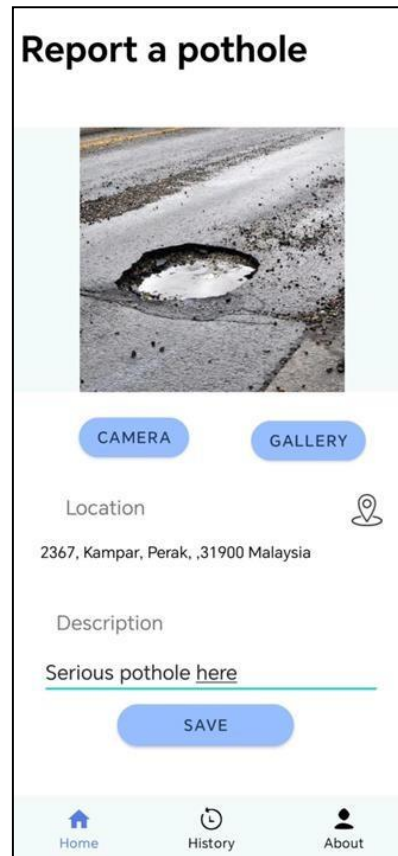 Report a pothole
CAMERA
GALLERY
Location
2367, Kampar, Perak, ,31900 Malaysia
Description
Serious pothole here
SAVE
Home
History
About